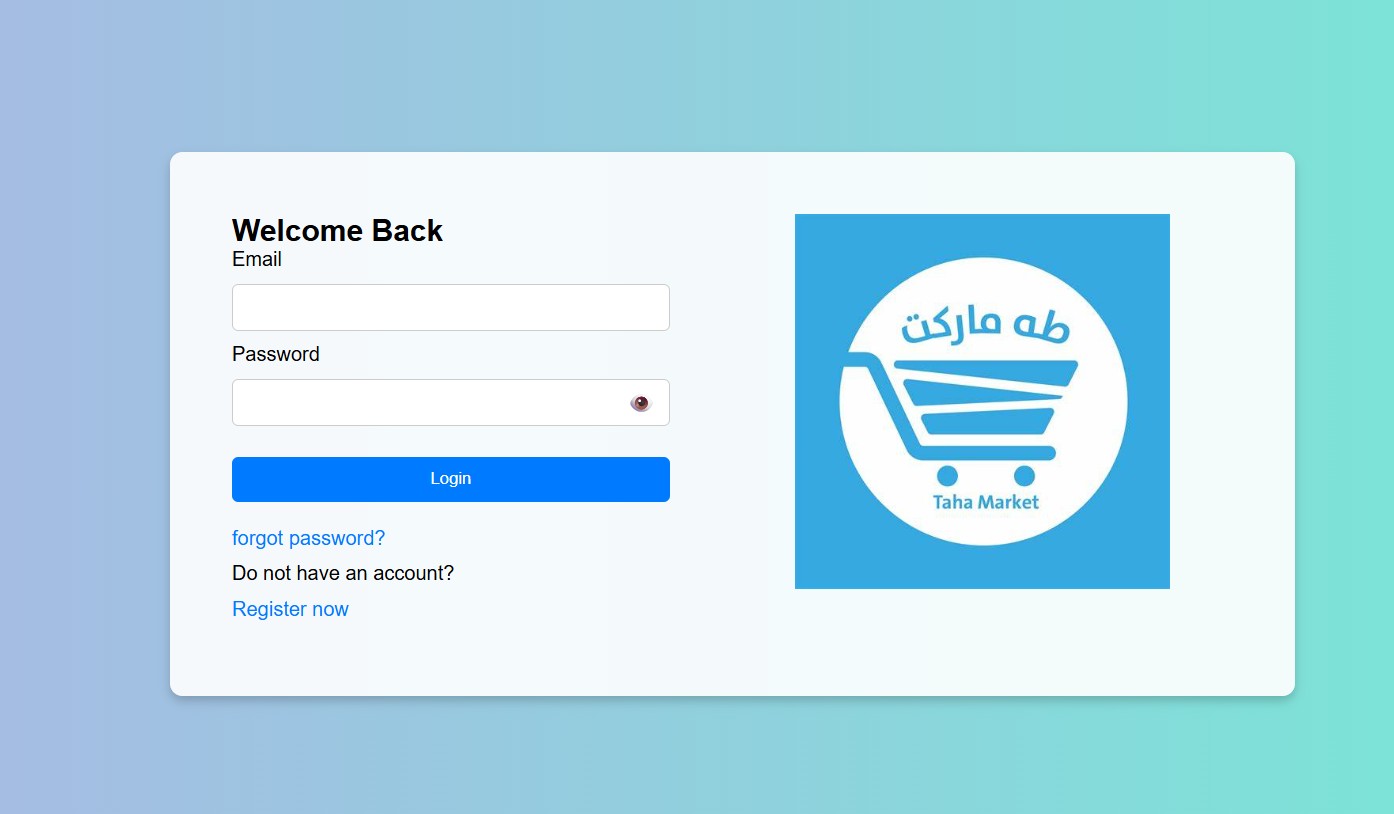 Welcome Back
Email
Password
Login
forgot password?
Do not have an account?
Register now
طه ماركت
Taha Market